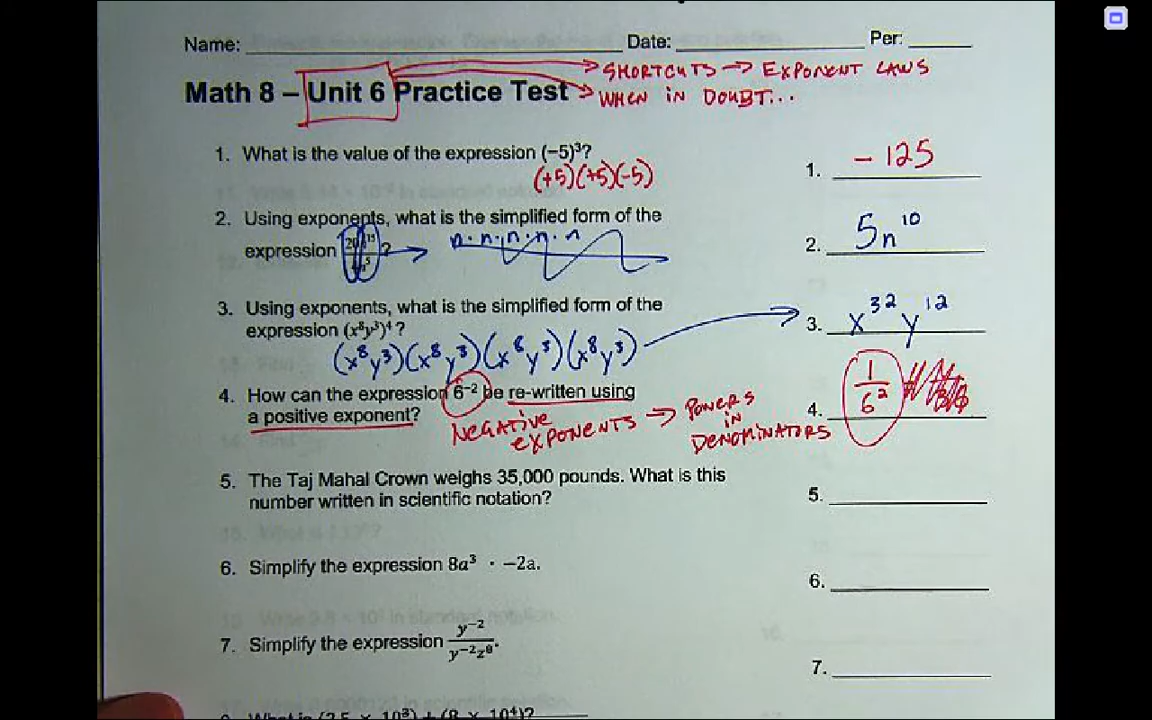 Name: Date: Per:
SHORTCUTS → EXPONENT LAWS
Math 8 – Unit 6 Practice Test
WHEN IN DOUBT...
1. What is the value of the expression (−5)³?
1. −125
(+5)(+5)(-5)
2. Using exponents, what is the simplified form of the
expression ?
n·n·n·n·n
2. 5n¹⁰
3. Using exponents, what is the simplified form of the
expression (x⁸y³)⁴?
3. x³²y¹²
(x⁸y³)(x⁸y³)(x⁸y³)(x⁸y³)
4. How can the expression 6⁻² be re-written using
a positive exponent?
4. 1/6²
NEGATIVE EXPONENTS → POWERS IN DENOMINATORS
5. The Taj Mahal Crown weighs 35,000 pounds. What is this
number written in scientific notation?
5.
6. Simplify the expression 8a³ · −2a.
6.
7. Simplify the expression y⁻²/y⁻²z⁸.
7.